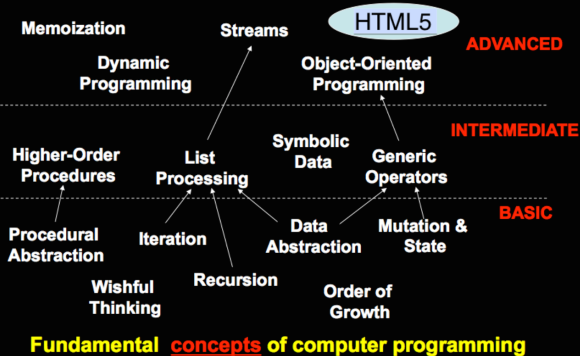 Memoization
Streams
HTML5
ADVANCED
Dynamic
Programming
Object-Oriented
Programming
INTERMEDIATE
Higher-Order
Procedures
List
Processing
Symbolic
Data
Generic
Operators
BASIC
Procedural
Abstraction
Iteration
Data
Abstraction
Mutation &
State
Wishful
Thinking
Recursion
Order of
Growth
Fundamental concepts of computer programming